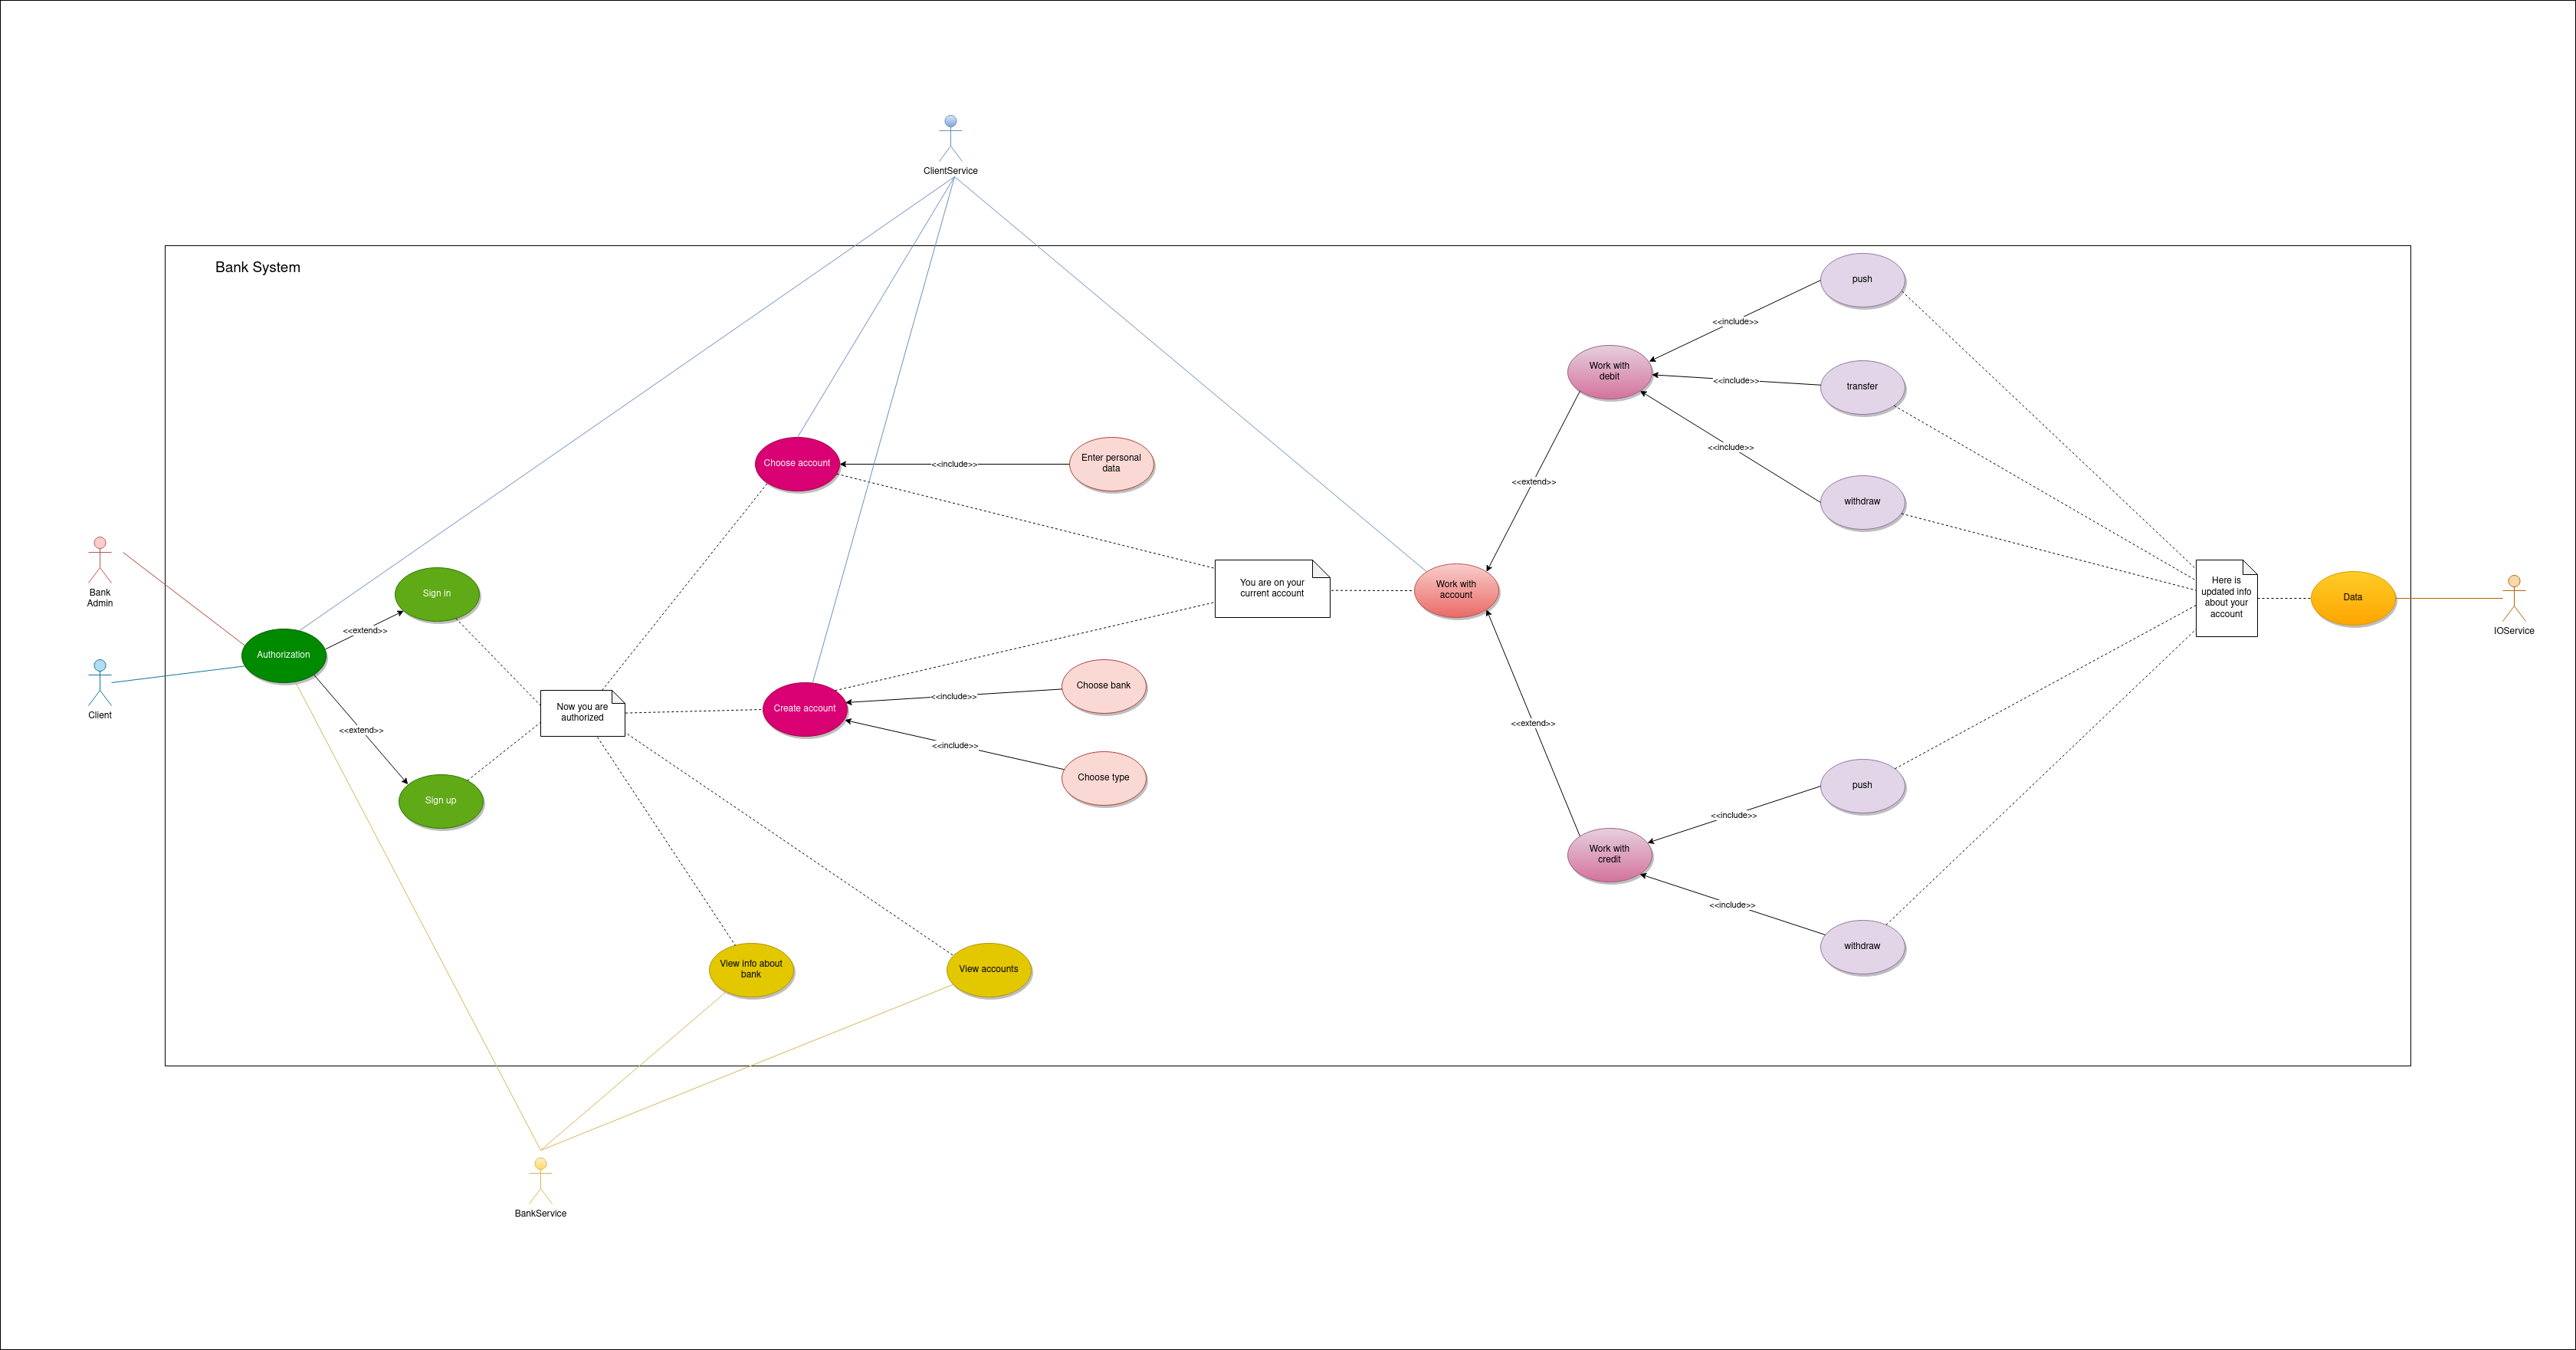 ClientService
Bank System
push
<<include>>
Work with
debit
<<include>>
transfer
<<include>>
Choose account
<<include>>
Enter personal
data
<<extend>>
withdraw
Bank
Admin
Sign in
You are on your
current account
Work with
account
Here is
updated info
about your
account
Data
IOService
<<extend>>
Authorization
Client
Now you are
authorized
Create account
<<include>>
Choose bank
<<extend>>
<<extend>>
<<include>>
Choose type
Sign up
push
<<include>>
Work with
credit
<<include>>
withdraw
View info about
bank
View accounts
BankService